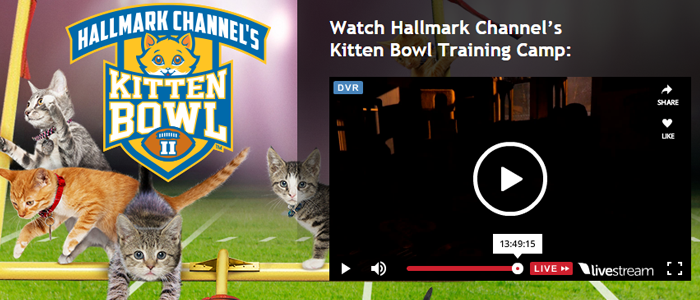 HALLMARK CHANNEL'S
KITTEN
BOWL
II
TM
Watch Hallmark Channel's
Kitten Bowl Training Camp:
DVR
SHARE
LIKE
13:49:15
LIVE
livestream